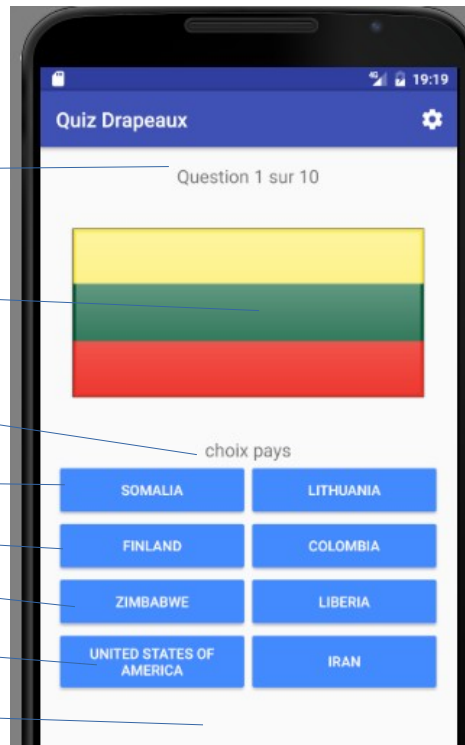 4G 19:19
Quiz Drapeaux
Question 1 sur 10
choix pays
SOMALIA LITHUANIA
FINLAND COLOMBIA
ZIMBABWE LIBERIA
UNITED STATES OF
AMERICA IRAN